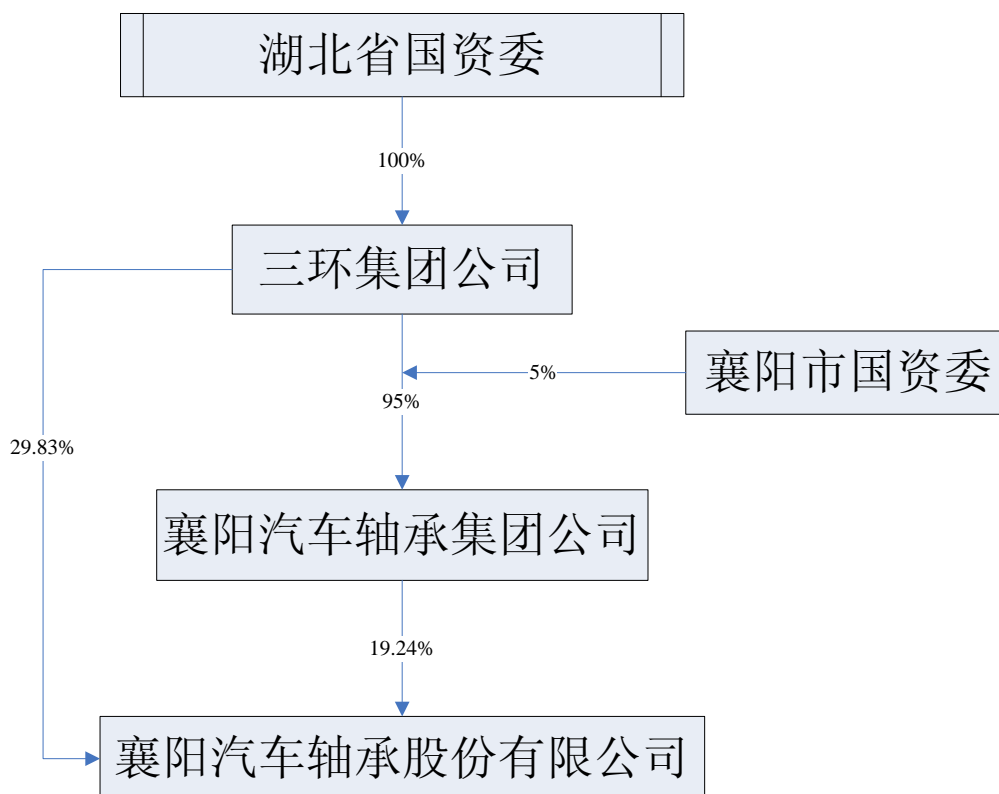 湖北省国资委
100%
三环集团公司
襄阳市国资委
5%
95%
29.83%
襄阳汽车轴承集团公司
19.24%
襄阳汽车轴承股份有限公司